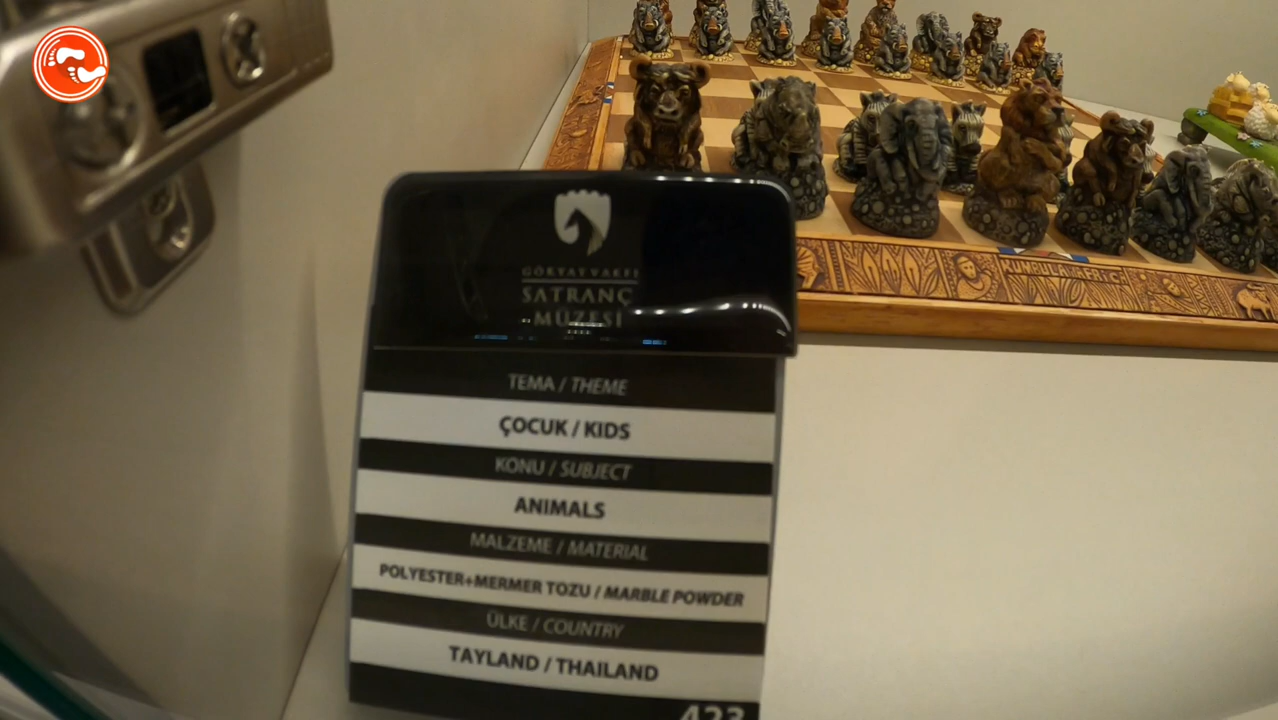 GÖKYAY VAKFI
SATRANÇ
MÜZESİ
TEMA / THEME
ÇOCUK / KIDS
KONU / SUBJECT
ANIMALS
MALZEME / MATERIAL
POLYESTER+MERMER TOZU / MARBLE POWDER
ÜLKE / COUNTRY
TAYLAND / THAILAND
423